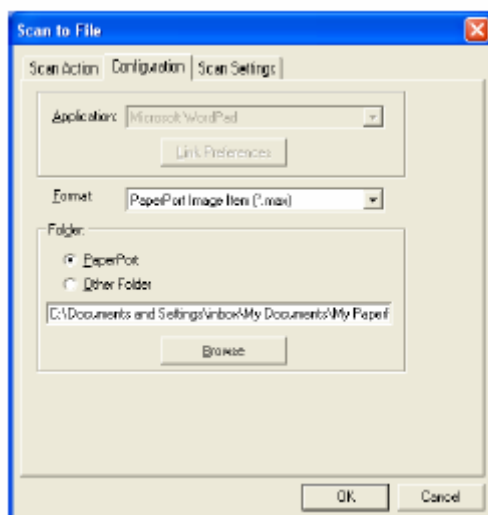 Scan to File
Scan Action Configuration Scan Settings
Application: Microsoft WordPad
Link Preferences
Format PaperPort Image Item (*.max)
Folder:
PaperPort
Other Folder
C:\Documents and Settings\inbox\My Documents\My PaperF
Browse
OK Cancel